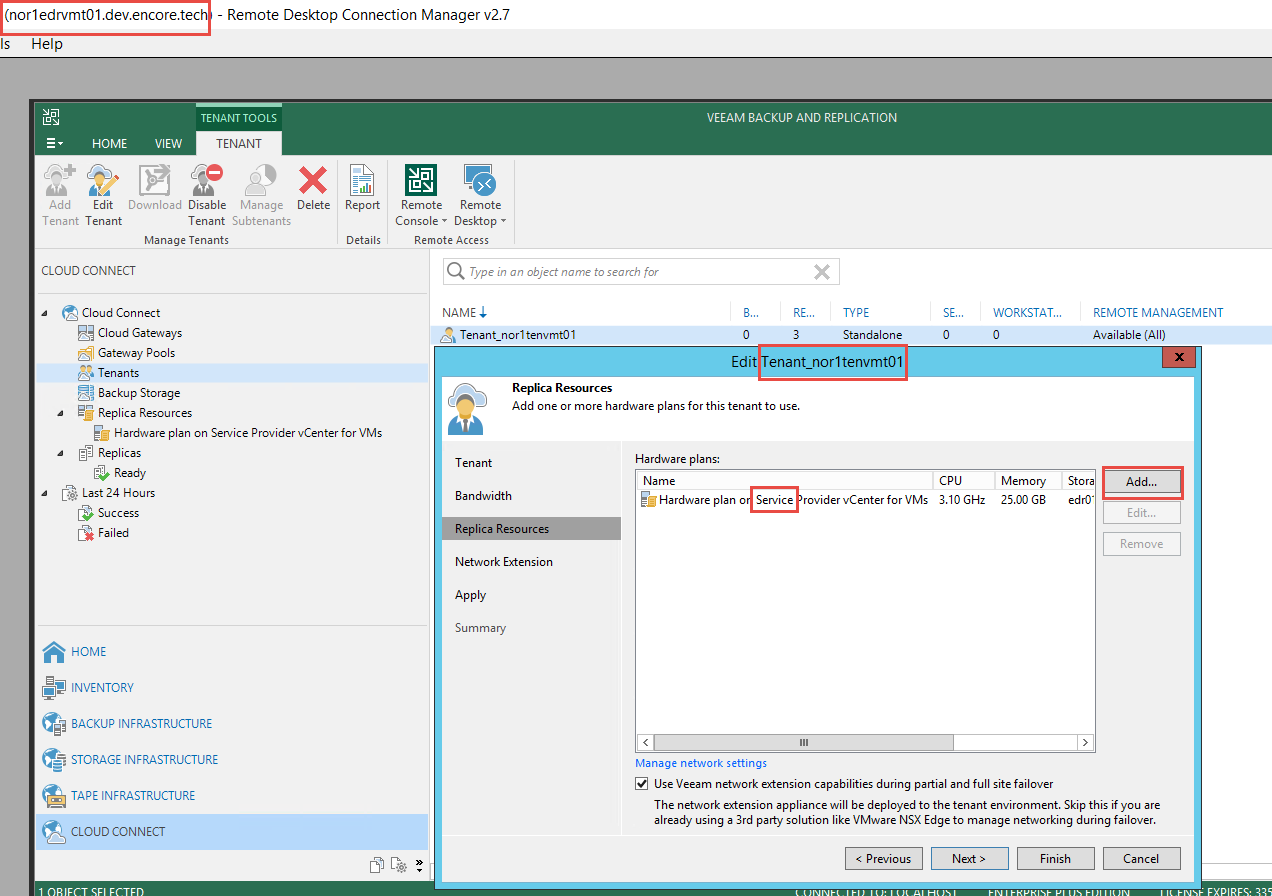 (nor1edrvmt01.dev.encore.tech) - Remote Desktop Connection Manager v2.7
ls Help
TENANT TOOLS
VEEAM BACKUP AND REPLICATION
HOME VIEW TENANT
Add Tenant
Edit Tenant
Download
Disable Tenant
Manage Subtenants
Delete
Report
Remote Console
Remote Desktop
Manage Tenants
Details
Remote Access
CLOUD CONNECT
Cloud Connect
Cloud Gateways
Gateway Pools
Tenants
Backup Storage
Replica Resources
Hardware plan on Service Provider vCenter for VMs
Replicas
Ready
Last 24 Hours
Success
Failed
HOME
INVENTORY
BACKUP INFRASTRUCTURE
STORAGE INFRASTRUCTURE
TAPE INFRASTRUCTURE
CLOUD CONNECT
Type in an object name to search for
NAME B... RE... TYPE SE... WORKSTAT... REMOTE MANAGEMENT
Tenant_nor1tenvmt01 0 3 Standalone 0 0 Available (All)
Edit Tenant_nor1tenvmt01
x
Replica Resources
Add one or more hardware plans for this tenant to use.
Tenant
Bandwidth
Replica Resources
Network Extension
Apply
Summary
Hardware plans:
Name CPU Memory Stora
Hardware plan on Service Provider vCenter for VMs 3.10 GHz 25.00 GB edr01
Add...
Edit...
Remove
Manage network settings
Use Veeam network extension capabilities during partial and full site failover
The network extension appliance will be deployed to the tenant environment. Skip this if you are
already using a 3rd party solution like VMware NSX Edge to manage networking during failover.
< Previous Next > Finish Cancel
1 OBJECT SELECTED
CONNECTED TO: LOCALHOST ENTERPRISE PLUS EDITION LICENSE EXPIRES: 335